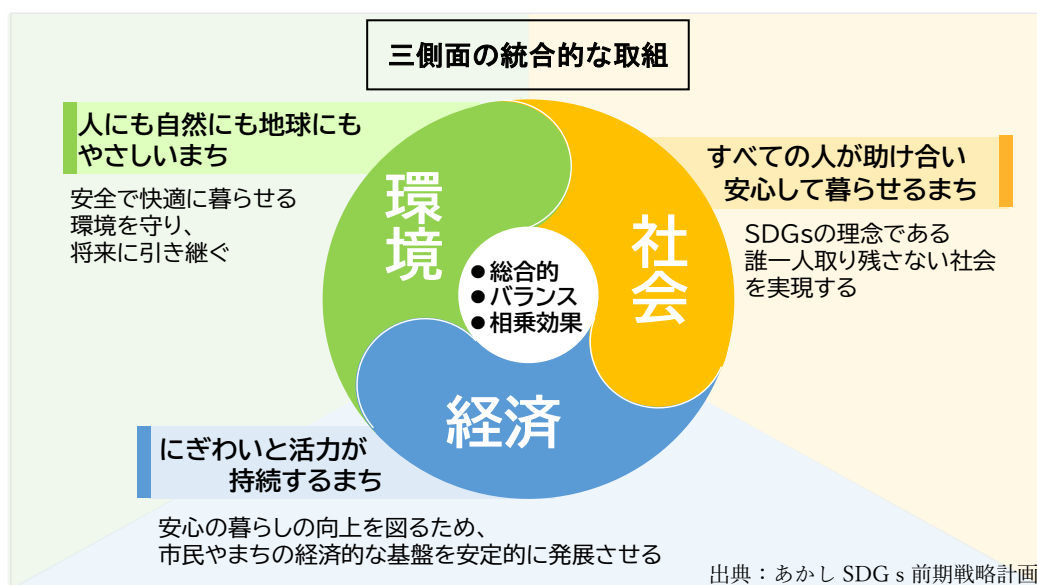 三側面の統合的な取組
人にも自然にも地球にも
やさしいまち
安全で快適に暮らせる
環境を守り、
将来に引き継ぐ
環境
すべての人が助け合い
安心して暮らせるまち
SDGsの理念である
誰一人取り残さない社会
を実現する
社会
●総合的
●バランス
●相乗効果
経済
にぎわいと活力が
持続するまち
安心の暮らしの向上を図るため、
市民やまちの経済的な基盤を安定的に発展させる
出典：あかし SDG s 前期戦略計画